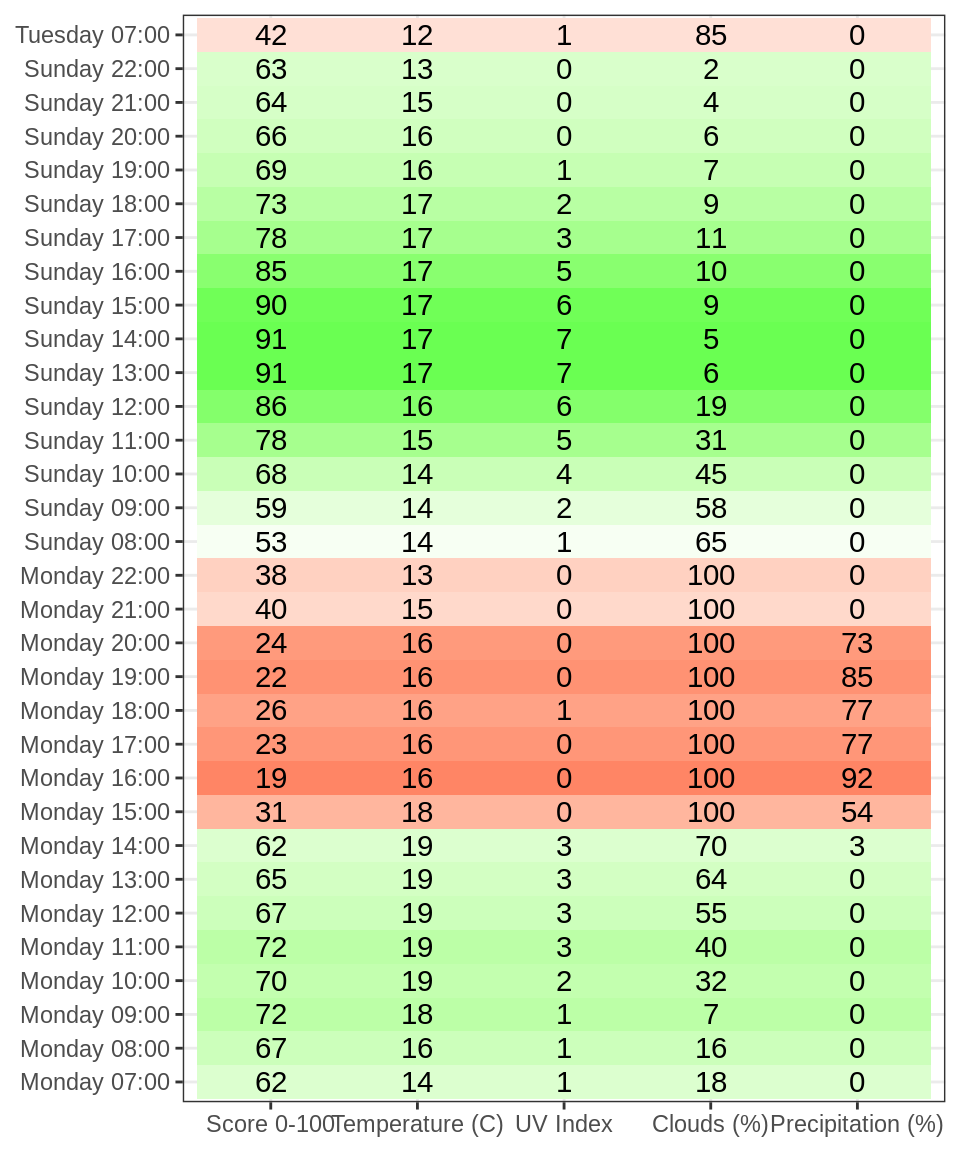 Tuesday 07:00 42 12 1 85 0
Sunday 22:00 63 13 0 2 0
Sunday 21:00 64 15 0 4 0
Sunday 20:00 66 16 0 6 0
Sunday 19:00 69 16 1 7 0
Sunday 18:00 73 17 2 9 0
Sunday 17:00 78 17 3 11 0
Sunday 16:00 85 17 5 10 0
Sunday 15:00 90 17 6 9 0
Sunday 14:00 91 17 7 5 0
Sunday 13:00 91 17 7 6 0
Sunday 12:00 86 16 6 19 0
Sunday 11:00 78 15 5 31 0
Sunday 10:00 68 14 4 45 0
Sunday 09:00 59 14 2 58 0
Sunday 08:00 53 14 1 65 0
Monday 22:00 38 13 0 100 0
Monday 21:00 40 15 0 100 0
Monday 20:00 24 16 0 100 73
Monday 19:00 22 16 0 100 85
Monday 18:00 26 16 1 100 77
Monday 17:00 23 16 0 100 77
Monday 16:00 19 16 0 100 92
Monday 15:00 31 18 0 100 54
Monday 14:00 62 19 3 70 3
Monday 13:00 65 19 3 64 0
Monday 12:00 67 19 3 55 0
Monday 11:00 72 19 3 40 0
Monday 10:00 70 19 2 32 0
Monday 09:00 72 18 1 7 0
Monday 08:00 67 16 1 16 0
Monday 07:00 62 14 1 18 0
Score 0-100 Temperature (C) UV Index Clouds (%) Precipitation (%)